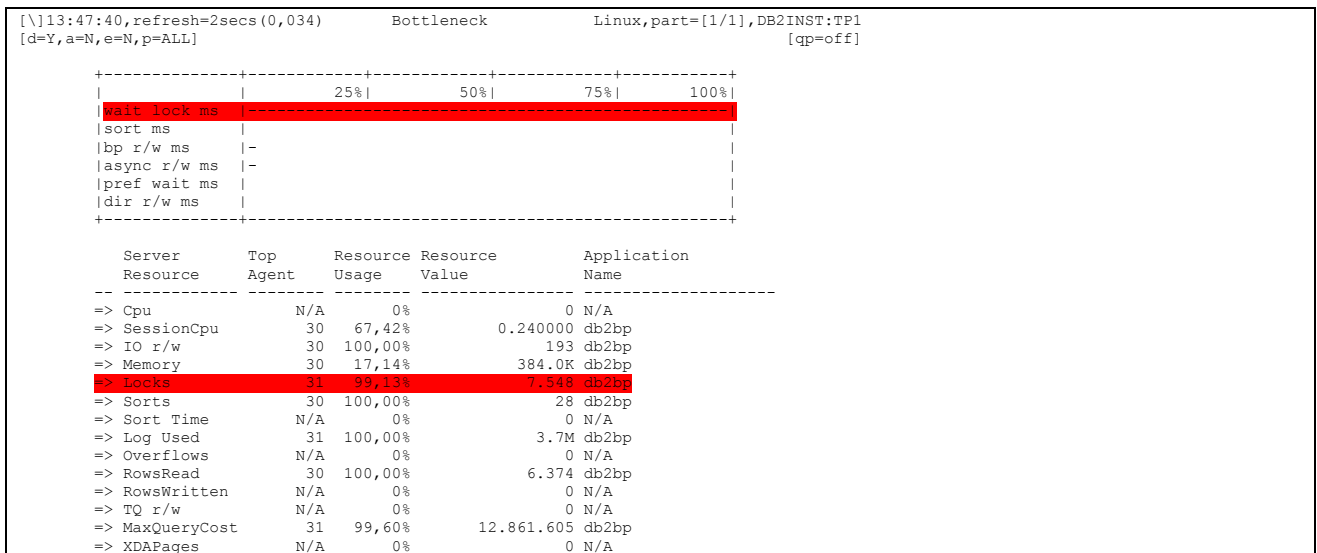 [\]13:47:40,refresh=2secs(0,034)      Bottleneck          Linux,part=[1/1],DB2INST:TP1
[d=Y,a=N,e=N,p=ALL]                                                          [qp=off]
         +--------------+------------+------------+------------+-----------+
         |              |         25%|         50%|         75%|       100%|
         |wait lock ms  |--------------------------------------------------|
         |sort ms       |                                                  |
         |bp r/w ms     |-                                                 |
         |async r/w ms  |-                                                 |
         |pref wait ms  |                                                  |
         |dir r/w ms    |                                                  |
         +--------------+--------------------------------------------------+
            Server       Top      Resource Resource         Application
            Resource     Agent    Usage    Value            Name
         -- ------------ -------- -------- ---------------- --------------------
         => Cpu               N/A       0%                0 N/A
         => SessionCpu         30   67,42%         0.240000 db2bp
         => IO r/w             30  100,00%              193 db2bp
         => Memory             30   17,14%           384.0K db2bp
         => Locks              31   99,13%            7.548 db2bp
         => Sorts              30  100,00%               28 db2bp
         => Sort Time         N/A       0%                0 N/A
         => Log Used           31  100,00%             3.7M db2bp
         => Overflows         N/A       0%                0 N/A
         => RowsRead           30  100,00%            6.374 db2bp
         => RowsWritten       N/A       0%                0 N/A
         => TQ r/w            N/A       0%                0 N/A
         => MaxQueryCost       31   99,60%       12.861.605 db2bp
         => XDAPages          N/A       0%                0 N/A